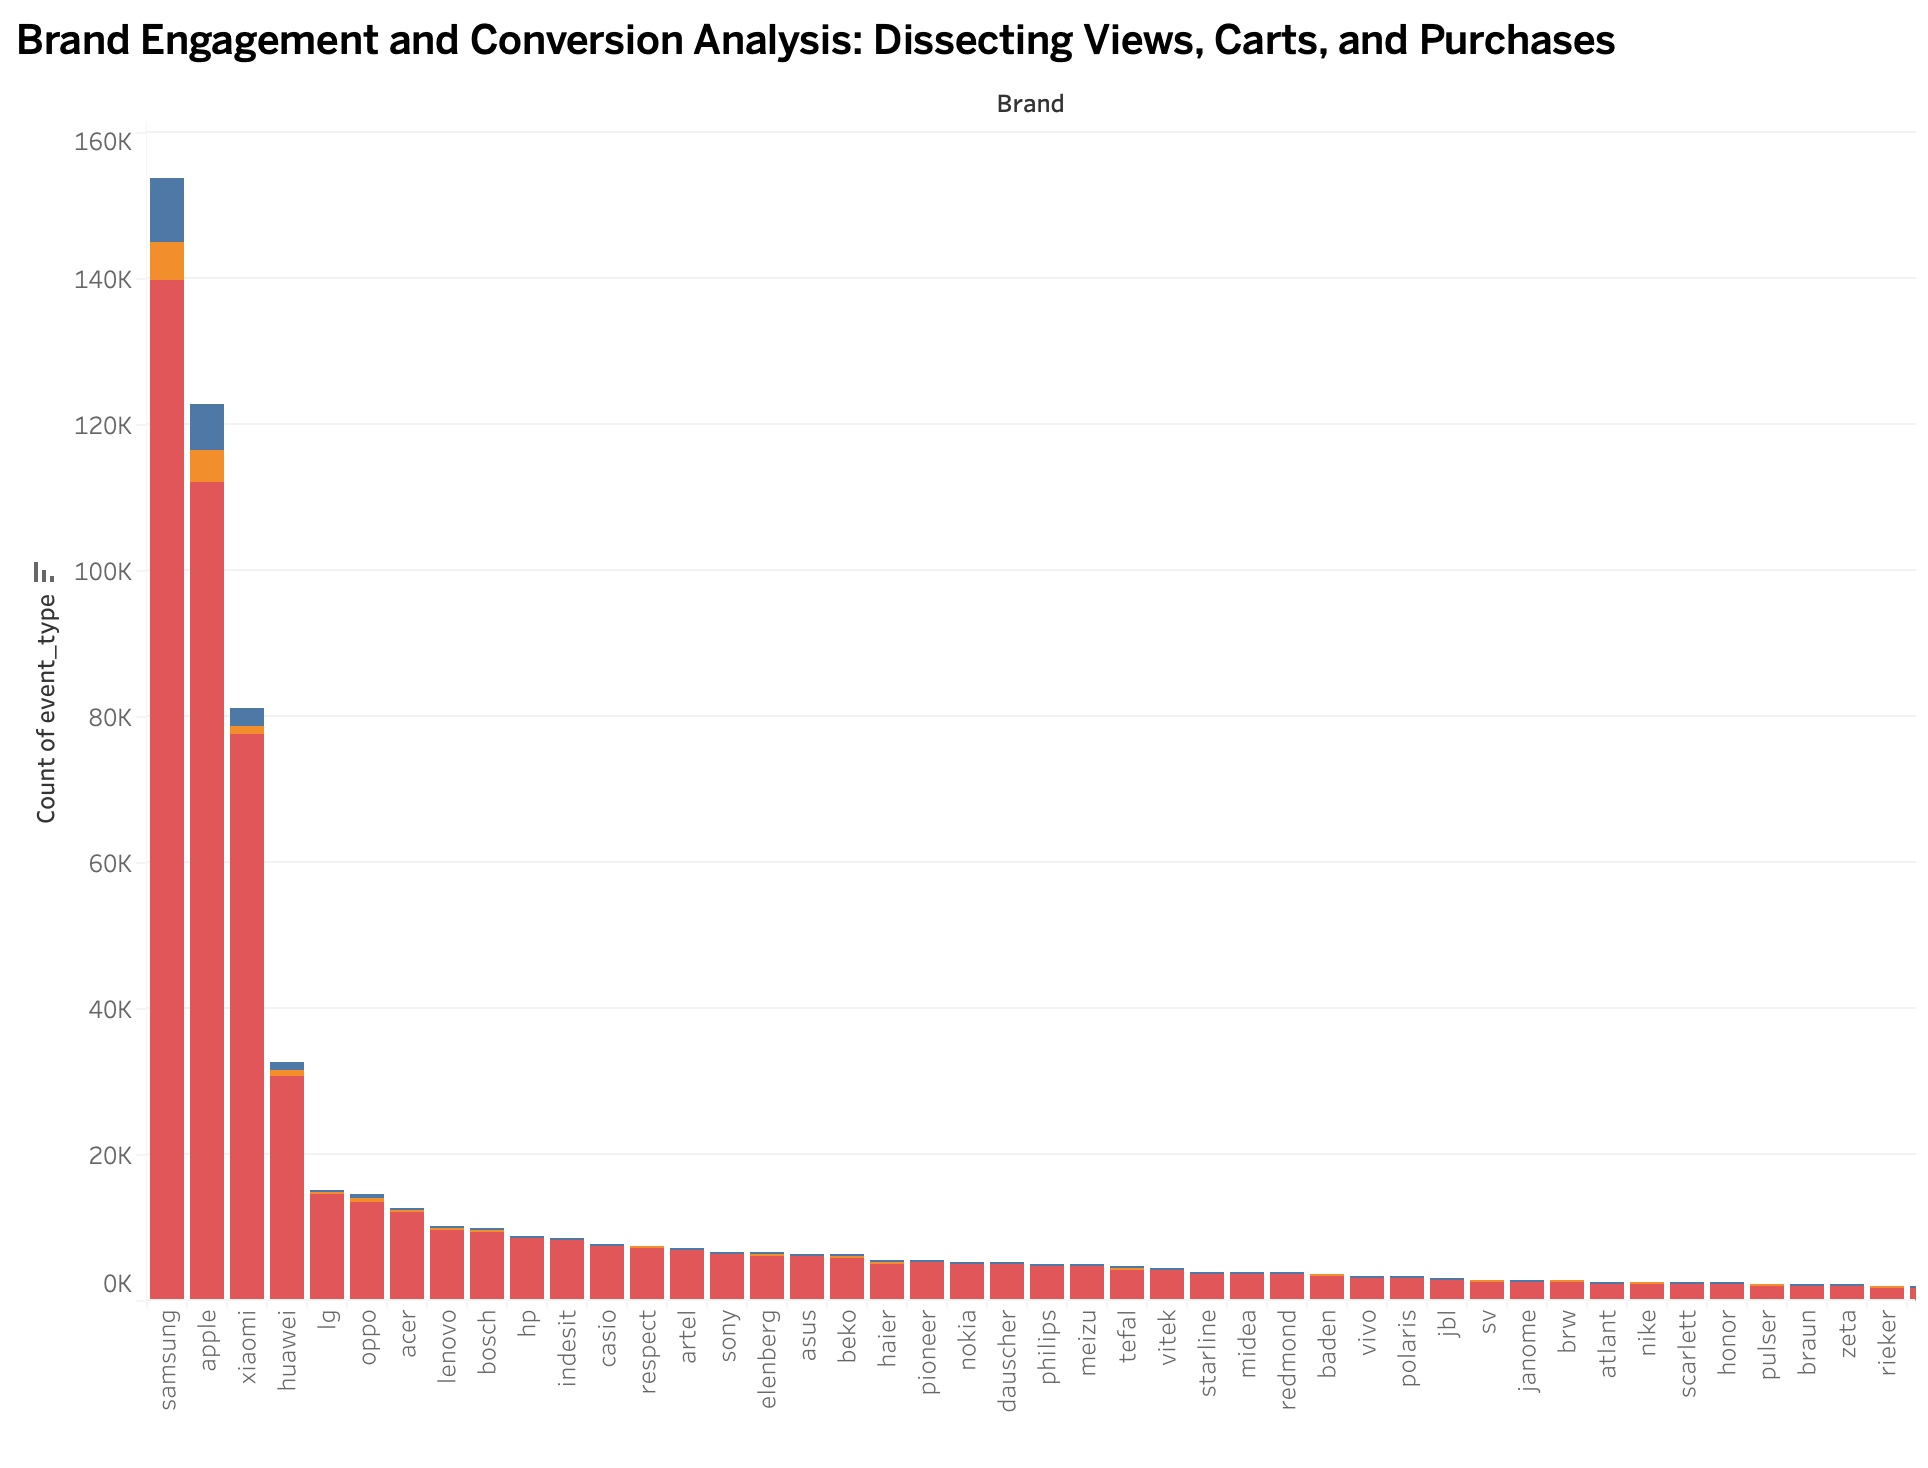 Brand Engagement and Conversion Analysis: Dissecting Views, Carts, and Purchases
Brand
160K
140K
120K
100K
80K
60K
40K
20K
0K
Count of event_type
samsung
apple
xiaomi
huawei
lg
oppo
acer
lenovo
bosch
hp
indesit
casio
respect
artel
sony
elenberg
asus
beko
haier
pioneer
nokia
dauscher
philips
meizu
tefal
vitek
starline
midea
redmond
baden
vivo
polaris
jbl
sv
janome
brw
atlant
nike
scarlett
honor
pulser
braun
zeta
rieker